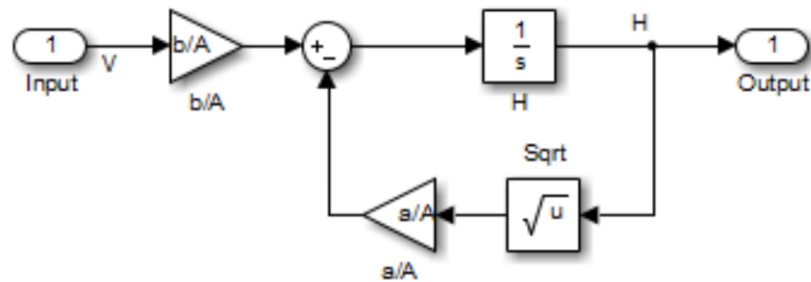 1
Input
V
b/A
b/A
+
−
1
s
H
H
1
Output
Sqrt
√u
a/A
a/A